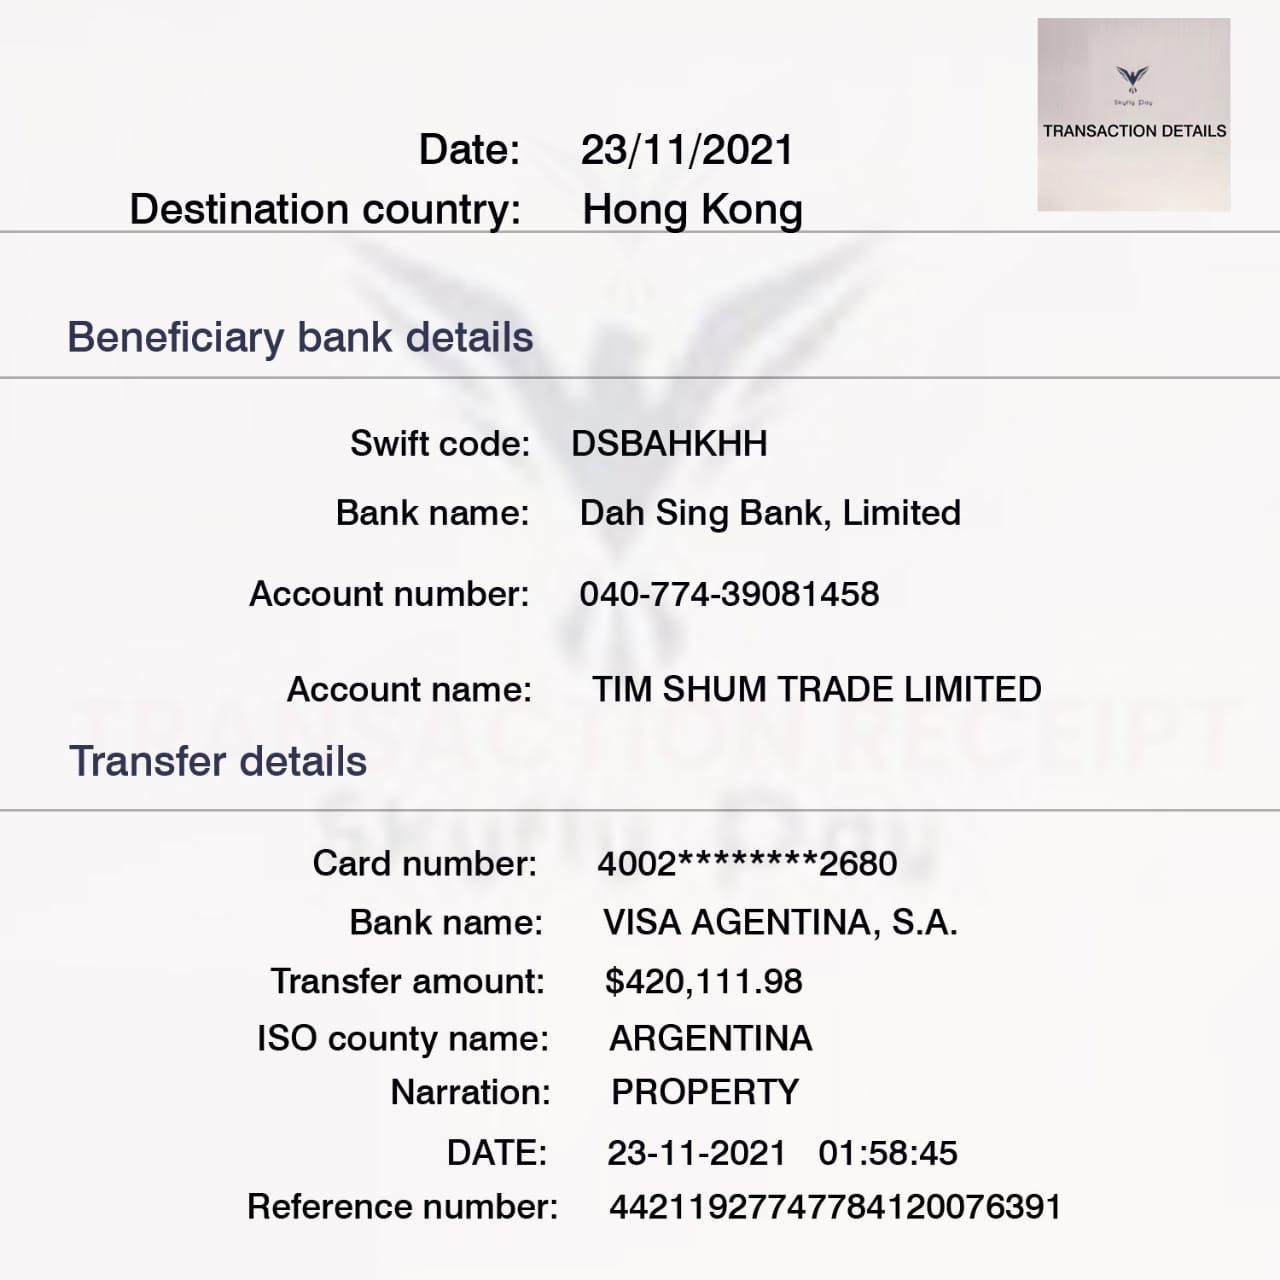 Skyfly Pay
TRANSACTION DETAILS
Date: 23/11/2021
Destination country: Hong Kong
Beneficiary bank details
Swift code: DSBAHKHH
Bank name: Dah Sing Bank, Limited
Account number: 040-774-39081458
Account name: TIM SHUM TRADE LIMITED
TRANSACTION RECEIPT
Transfer details
Skyfly Pay
Card number: 4002********2680
Bank name: VISA AGENTINA, S.A.
Transfer amount: $420,111.98
ISO county name: ARGENTINA
Narration: PROPERTY
DATE: 23-11-2021 01:58:45
Reference number: 44211927747784120076391